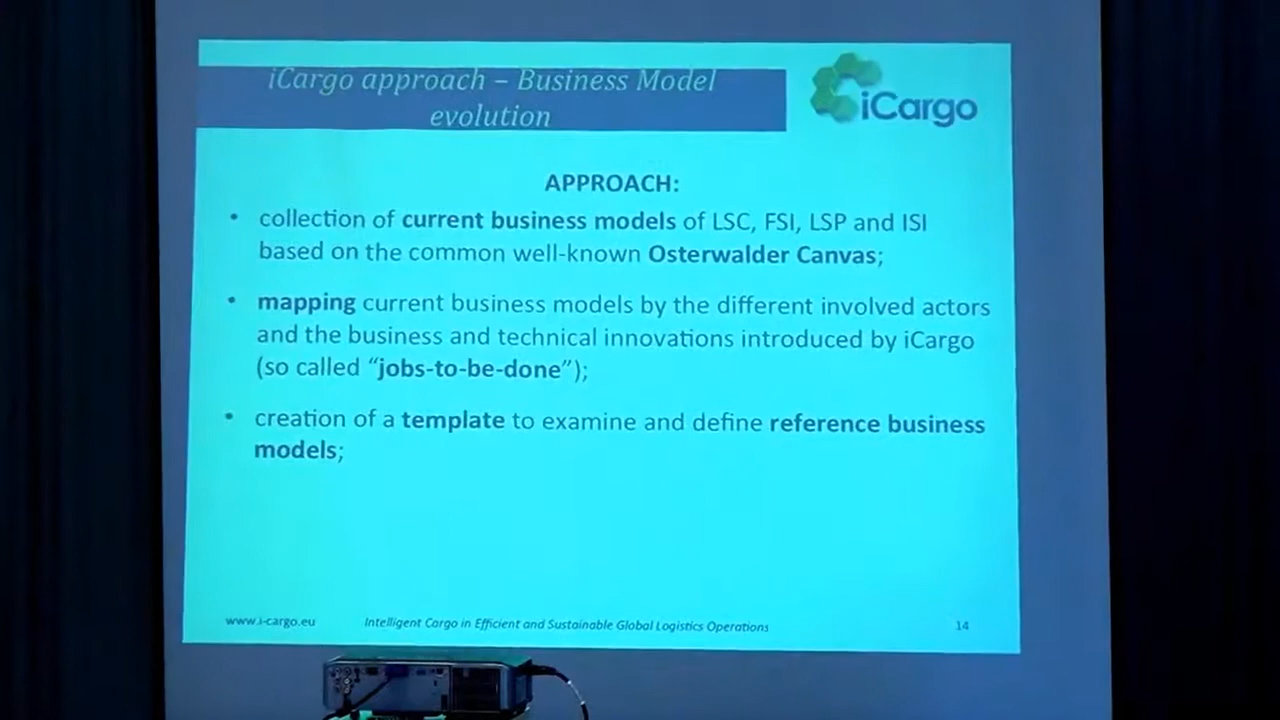 iCargo approach – Business Model
evolution
iCargo
APPROACH:
• collection of current business models of LSC, FSI, LSP and ISI
based on the common well-known Osterwalder Canvas;
• mapping current business models by the different involved actors
and the business and technical innovations introduced by iCargo
(so called “jobs-to-be-done”);
• creation of a template to examine and define reference business
models;
www.i-cargo.eu
Intelligent Cargo in Efficient and Sustainable Global Logistics Operations
14